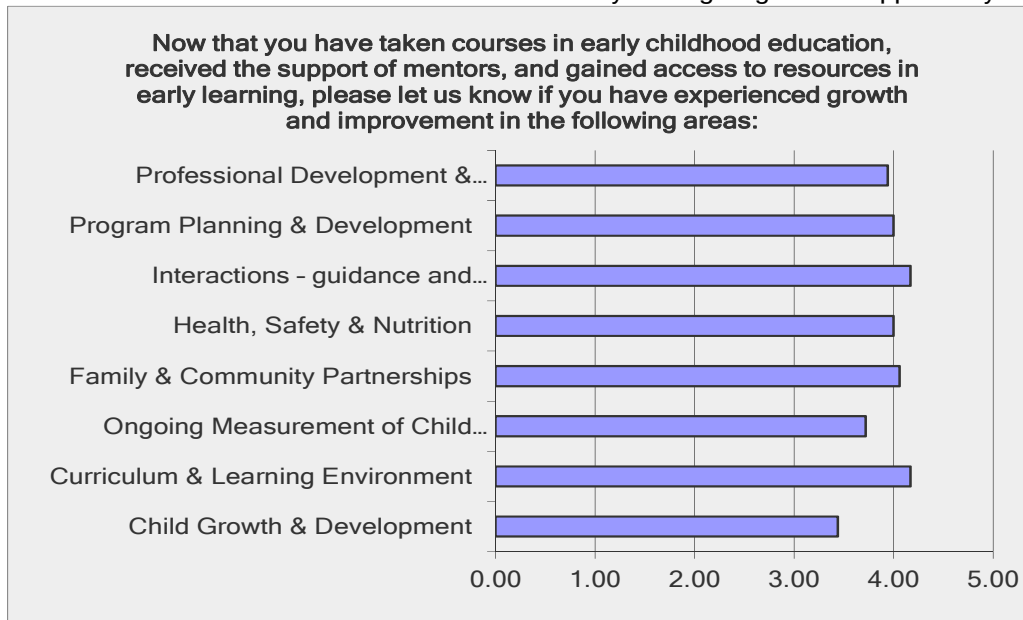 Now that you have taken courses in early childhood education,
received the support of mentors, and gained access to resources in
early learning, please let us know if you have experienced growth
and improvement in the following areas:
Professional Development &...
Program Planning & Development
Interactions - guidance and...
Health, Safety & Nutrition
Family & Community Partnerships
Ongoing Measurement of Child...
Curriculum & Learning Environment
Child Growth & Development
0.00 1.00 2.00 3.00 4.00 5.00